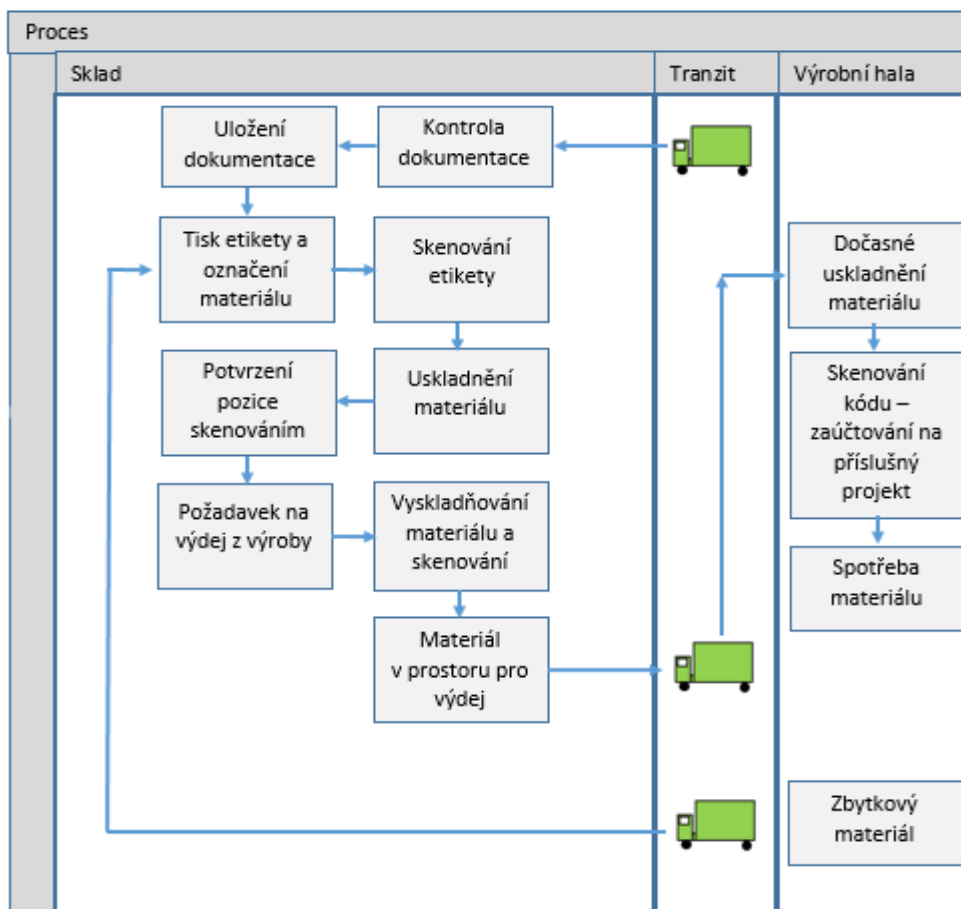 Proces
Sklad
Tranzit
Výrobní hala
Uložení
dokumentace
Kontrola
dokumentace
Tisk etikety a
označení
materiálu
Skenování
etikety
Potvrzení
pozice
skenováním
Uskladnění
materiálu
Požadavek na
výdej z výroby
Vyskladňování
materiálu a
skenování
Materiál
v prostoru pro
výdej
Dočasné
uskladnění
materiálu
Skenování
kódu –
zaúčtování na
příslušný
projekt
Spotřeba
materiálu
Zbytkový
materiál